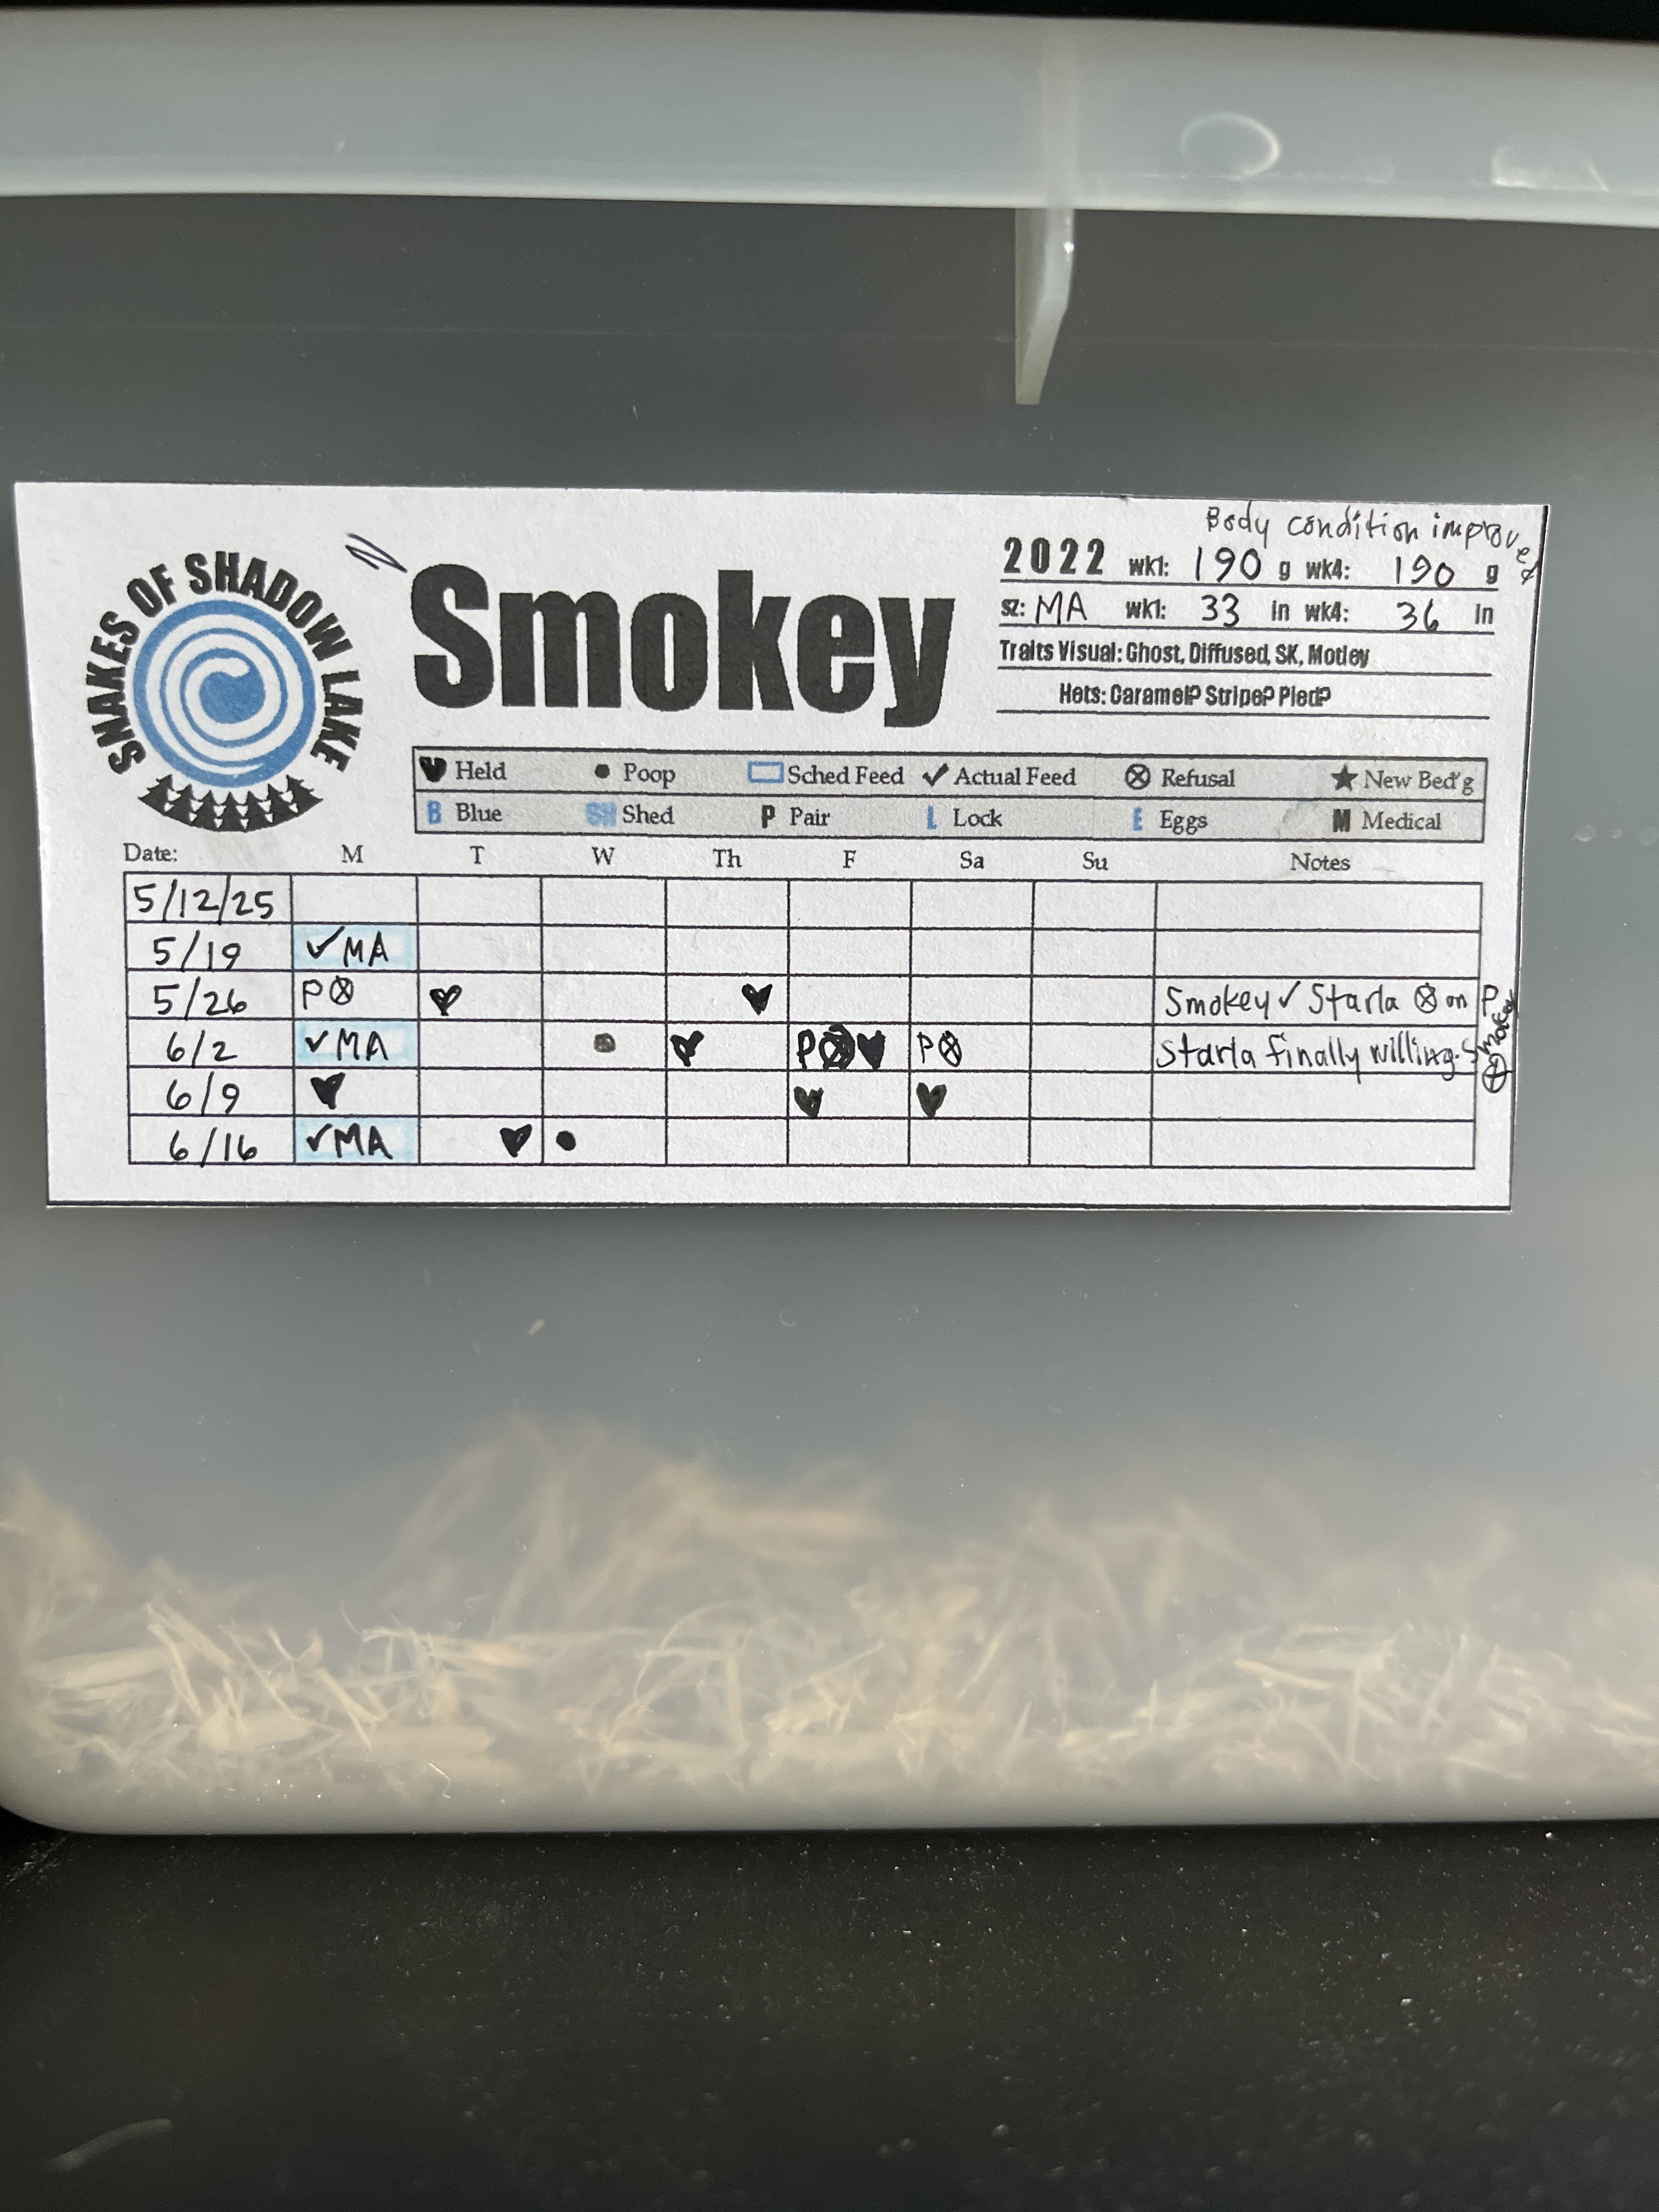 Body condition improved
SNAKES OF SHADOW LAKE
Smokey
2022 wk1: 190 g wk4: 190 g
sz: MA wk1: 33 in wk4: 36 in
Traits Visual: Ghost, Diffused, SK, Motley
Hets: Caramel? Stripe? Pied?
♥ Held ● Poop Sched Feed ✓ Actual Feed ⊗ Refusal ★ New Bed'g
B Blue SH Shed P Pair L Lock E Eggs M Medical
Date: M T W Th F Sa Su Notes
5/12/25
5/19 ✓MA
5/26 P⊗ ♥ ♥ Smokey ✓ Starla ⊗ on P
6/2 ✓MA ● ♥ P⊗♥ P⊗ Starla finally willing. Smokey ⊗
6/9 ♥ ♥ ♥
6/16 ✓MA ♥ ●